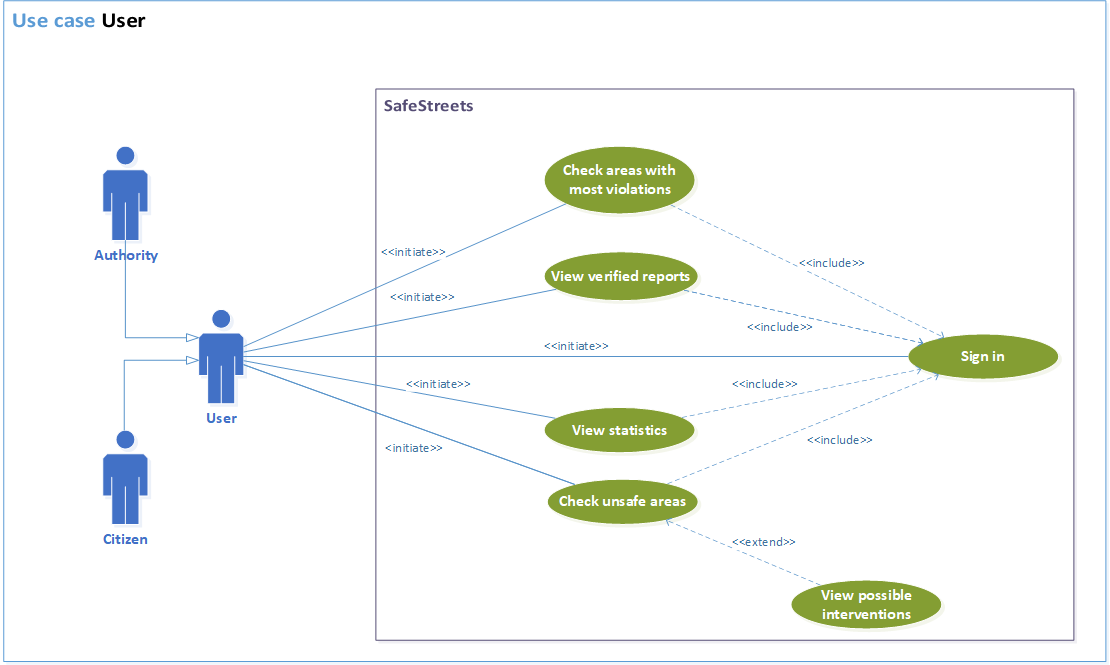 Use case User
SafeStreets
Check areas with
most violations
Authority
<<initiate>>
<<include>>
View verified reports
<<initiate>>
<<include>>
<<initiate>>
Sign in
<<initiate>>
<<include>>
User
View statistics
<initiate>>
<<include>>
Check unsafe areas
Citizen
<<extend>>
View possible
interventions